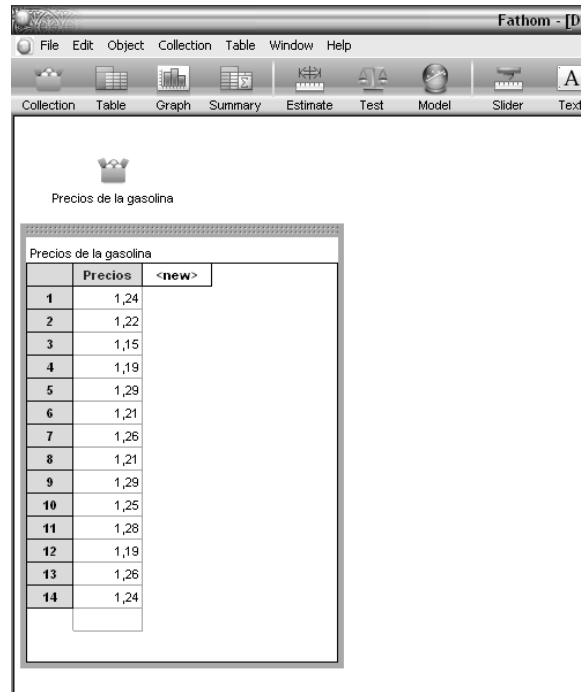 Fathom - [D
File Edit Object Collection Table Window Help
Collection Table Graph Summary Estimate Test Model Slider Text
Precios de la gasolina
Precios de la gasolina
Precios <new>
1 1,24
2 1,22
3 1,15
4 1,19
5 1,29
6 1,21
7 1,26
8 1,21
9 1,29
10 1,25
11 1,28
12 1,19
13 1,26
14 1,24